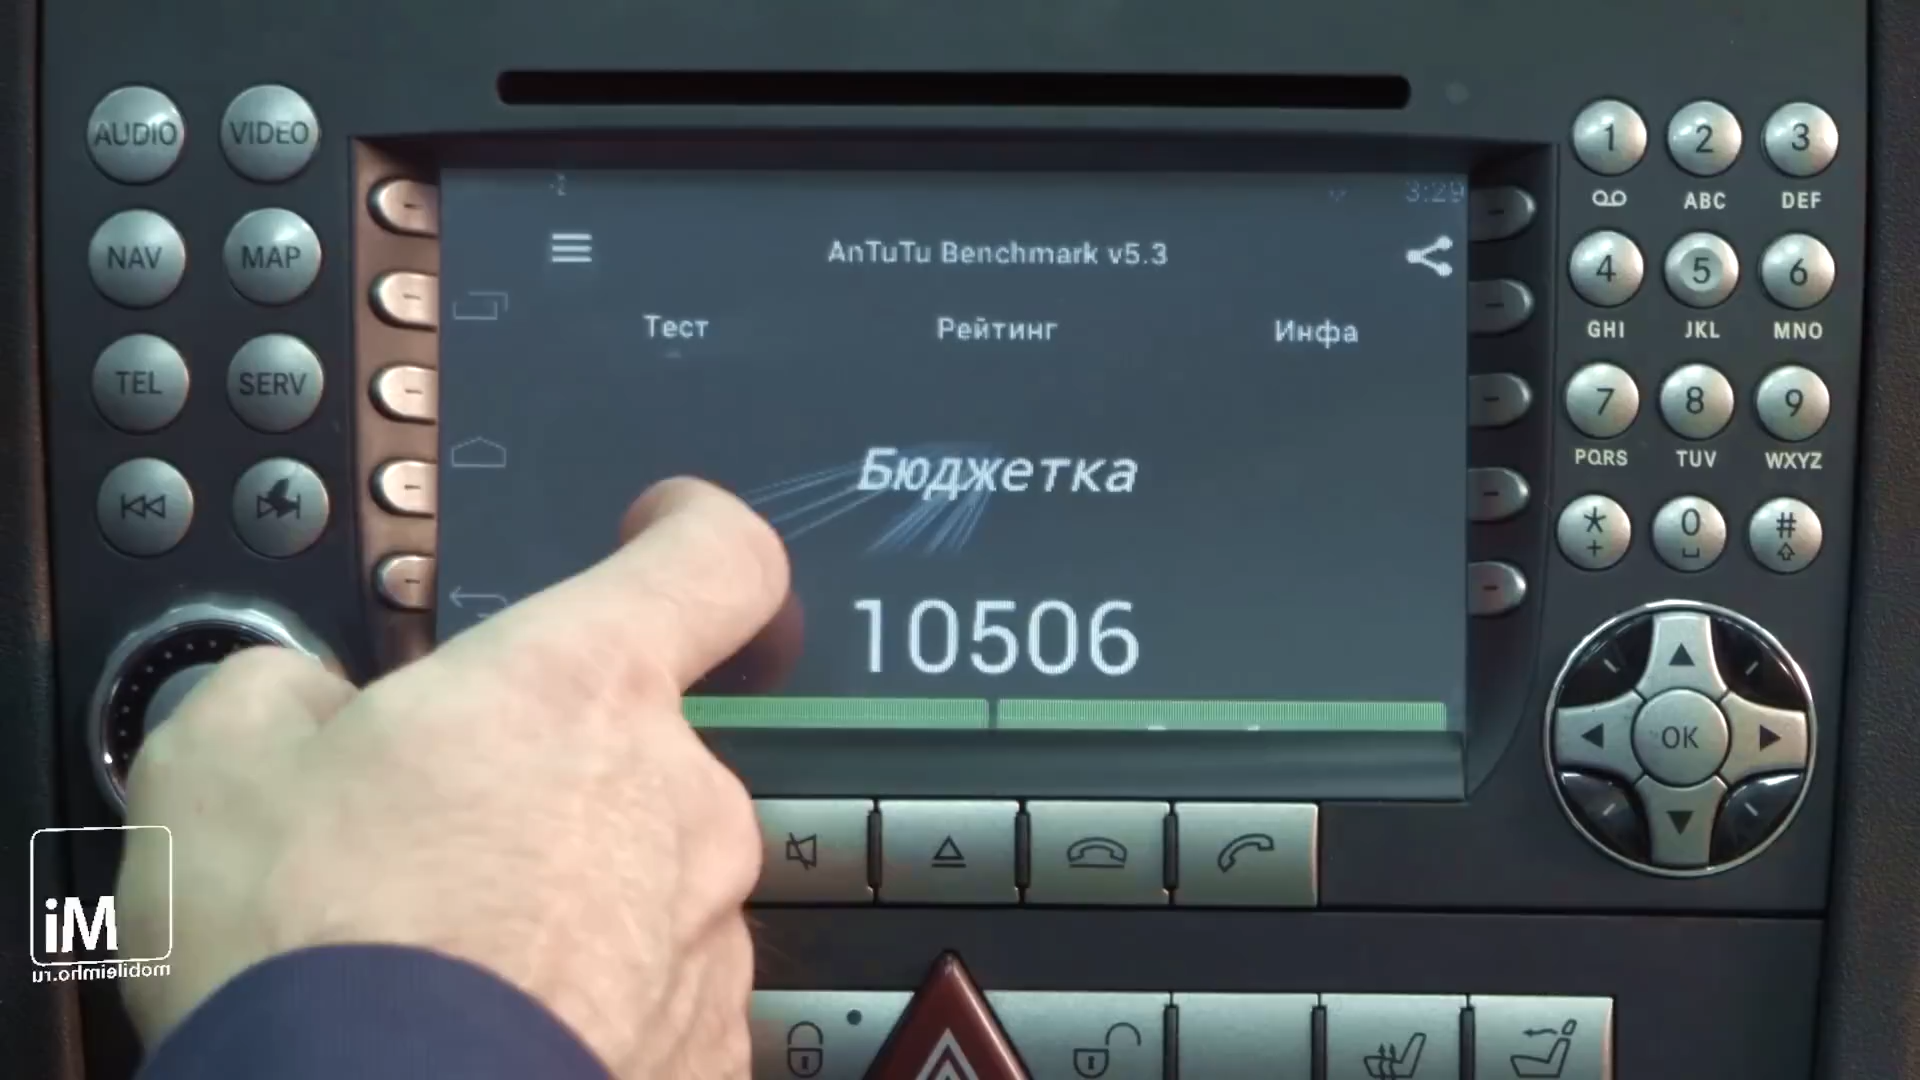 AUDIO VIDEO
NAV MAP
TEL SERV
3:29
AnTuTu Benchmark v5.3
Тест Рейтинг Инфа
Бюджетка
10506
1 2 3
ABC DEF
4 5 6
GHI JKL MNO
7 8 9
PQRS TUV WXYZ
* 0 #
+
OK
iM
mobileimho.ru